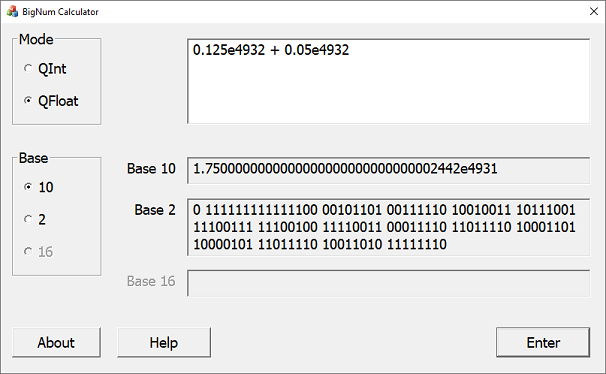 BigNum Calculator
Mode
QInt
QFloat
0.125e4932 + 0.05e4932
Base
10
2
16
Base 10
1.7500000000000000000000000000002442e4931
Base 2
0 111111111111100 00101101 00111110 10010011 10111001
11100111 11100100 11110011 00011110 11011110 10001101
10000101 11011110 10011010 11111110
Base 16
About
Help
Enter